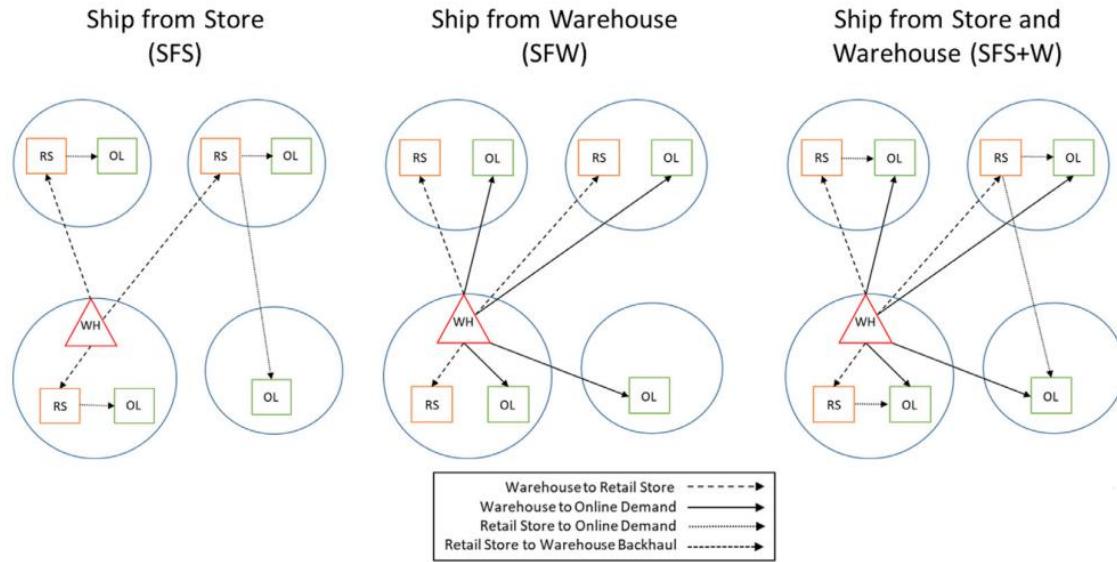 Ship from Store
(SFS)
Ship from Warehouse
(SFW)
Ship from Store and
Warehouse (SFS+W)
RS
OL
RS
OL
WH
RS
OL
OL
RS
OL
RS
OL
WH
RS
OL
OL
RS
OL
RS
OL
WH
RS
OL
OL
Warehouse to Retail Store
Warehouse to Online Demand
Retail Store to Online Demand
Retail Store to Warehouse Backhaul